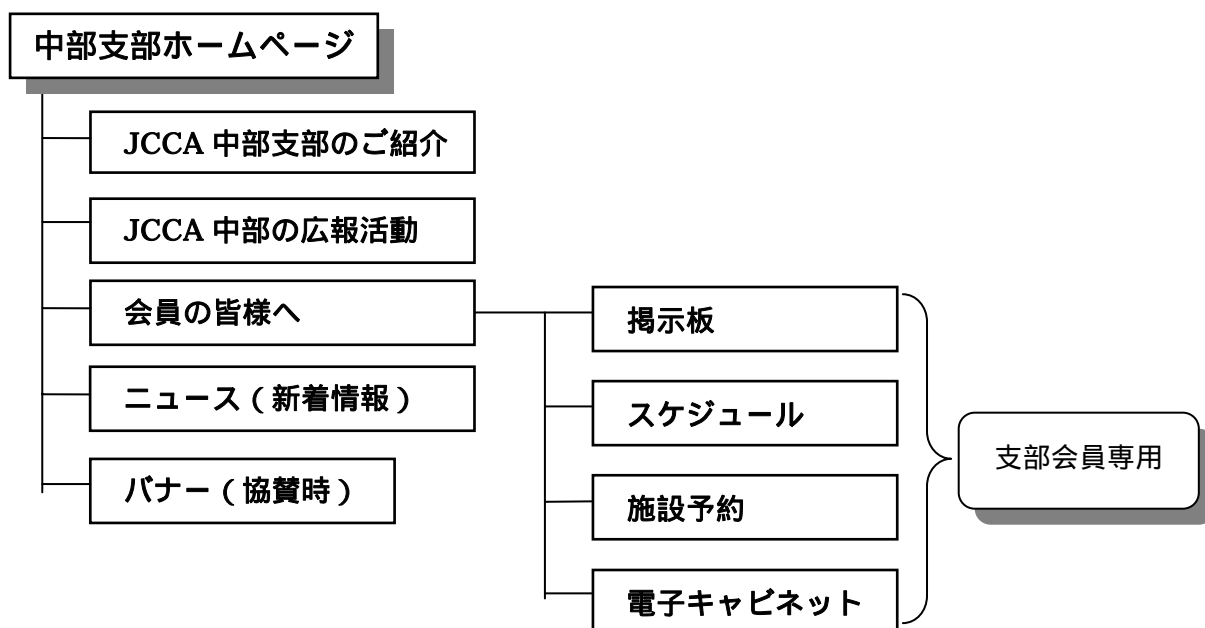 中部支部ホームページ
JCCA 中部支部のご紹介
JCCA 中部の広報活動
会員の皆様へ
ニュース（新着情報）
バナー（協賛時）
掲示板
スケジュール
施設予約
電子キャビネット
支部会員専用